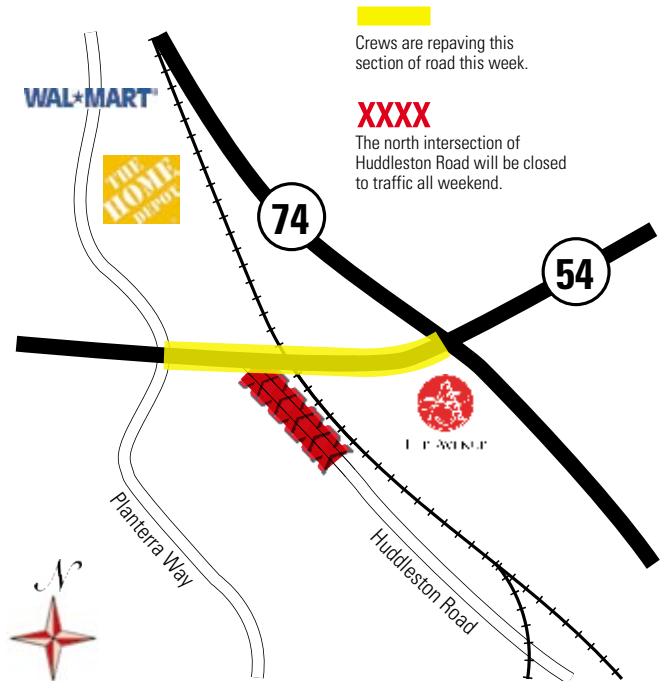 Crews are repaving this
section of road this week.
XXXX
The north intersection of
Huddleston Road will be closed
to traffic all weekend.
WAL★MART
THE
HOME
DEPOT
74
54
Planterra Way
Huddleston Road
N